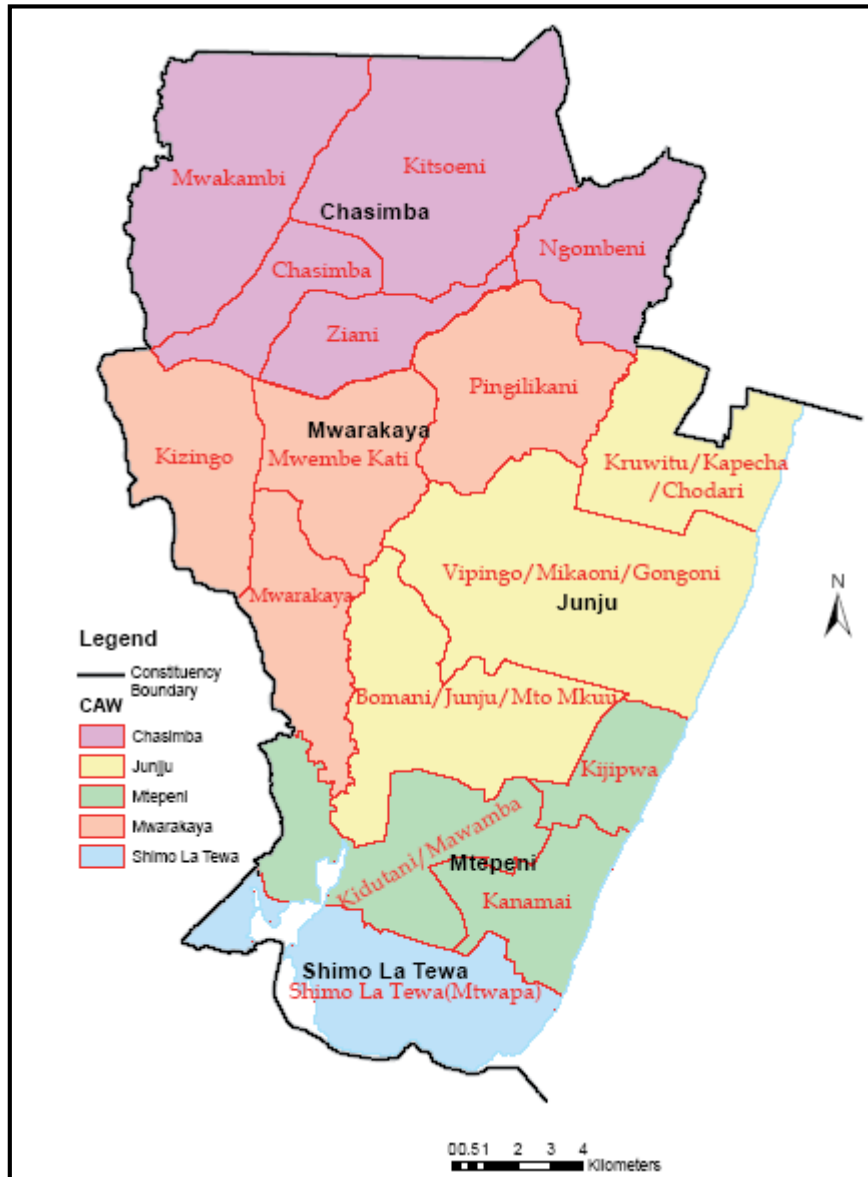 Mwakambi
Kitsoeni
Chasimba
Ngombeni
Chasimba
Ziani
Pingilikani
Mwarakaya
Kizingo
Mwembe Kati
Kruwitu/Kapecha
/Chodari
Vipingo/Mikaoni/Gongoni
Junju
N
Mwarakaya
Bomani/Junju/Mto Mkuu
Kijipwa
Kidutani/Mawamba
Mtepeni
Kanamai
Shimo La Tewa
Shimo La Tewa(Mtwapa)
Legend
Constituency
Boundary
CAW
Chasimba
Junjju
Mtepeni
Mwarakaya
Shimo La Tewa
00.51 2 3 4
Kilometers